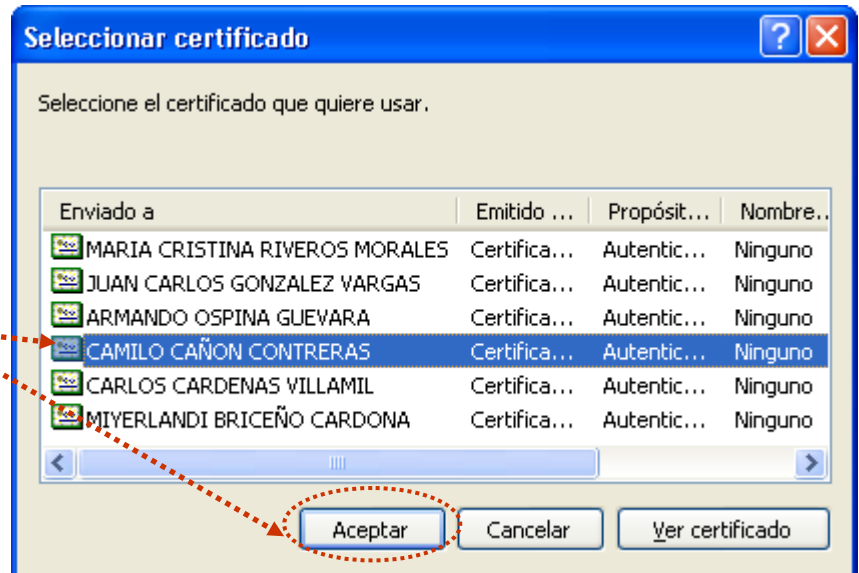 Seleccionar certificado
Seleccione el certificado que quiere usar.
Enviado a Emitido ... Propósit... Nombre..
MARIA CRISTINA RIVEROS MORALES Certifica... Autentic... Ninguno
JUAN CARLOS GONZALEZ VARGAS Certifica... Autentic... Ninguno
ARMANDO OSPINA GUEVARA Certifica... Autentic... Ninguno
CAMILO CAÑON CONTRERAS Certifica... Autentic... Ninguno
CARLOS CARDENAS VILLAMIL Certifica... Autentic... Ninguno
MIYERLANDI BRICEÑO CARDONA Certifica... Autentic... Ninguno
Aceptar Cancelar Ver certificado